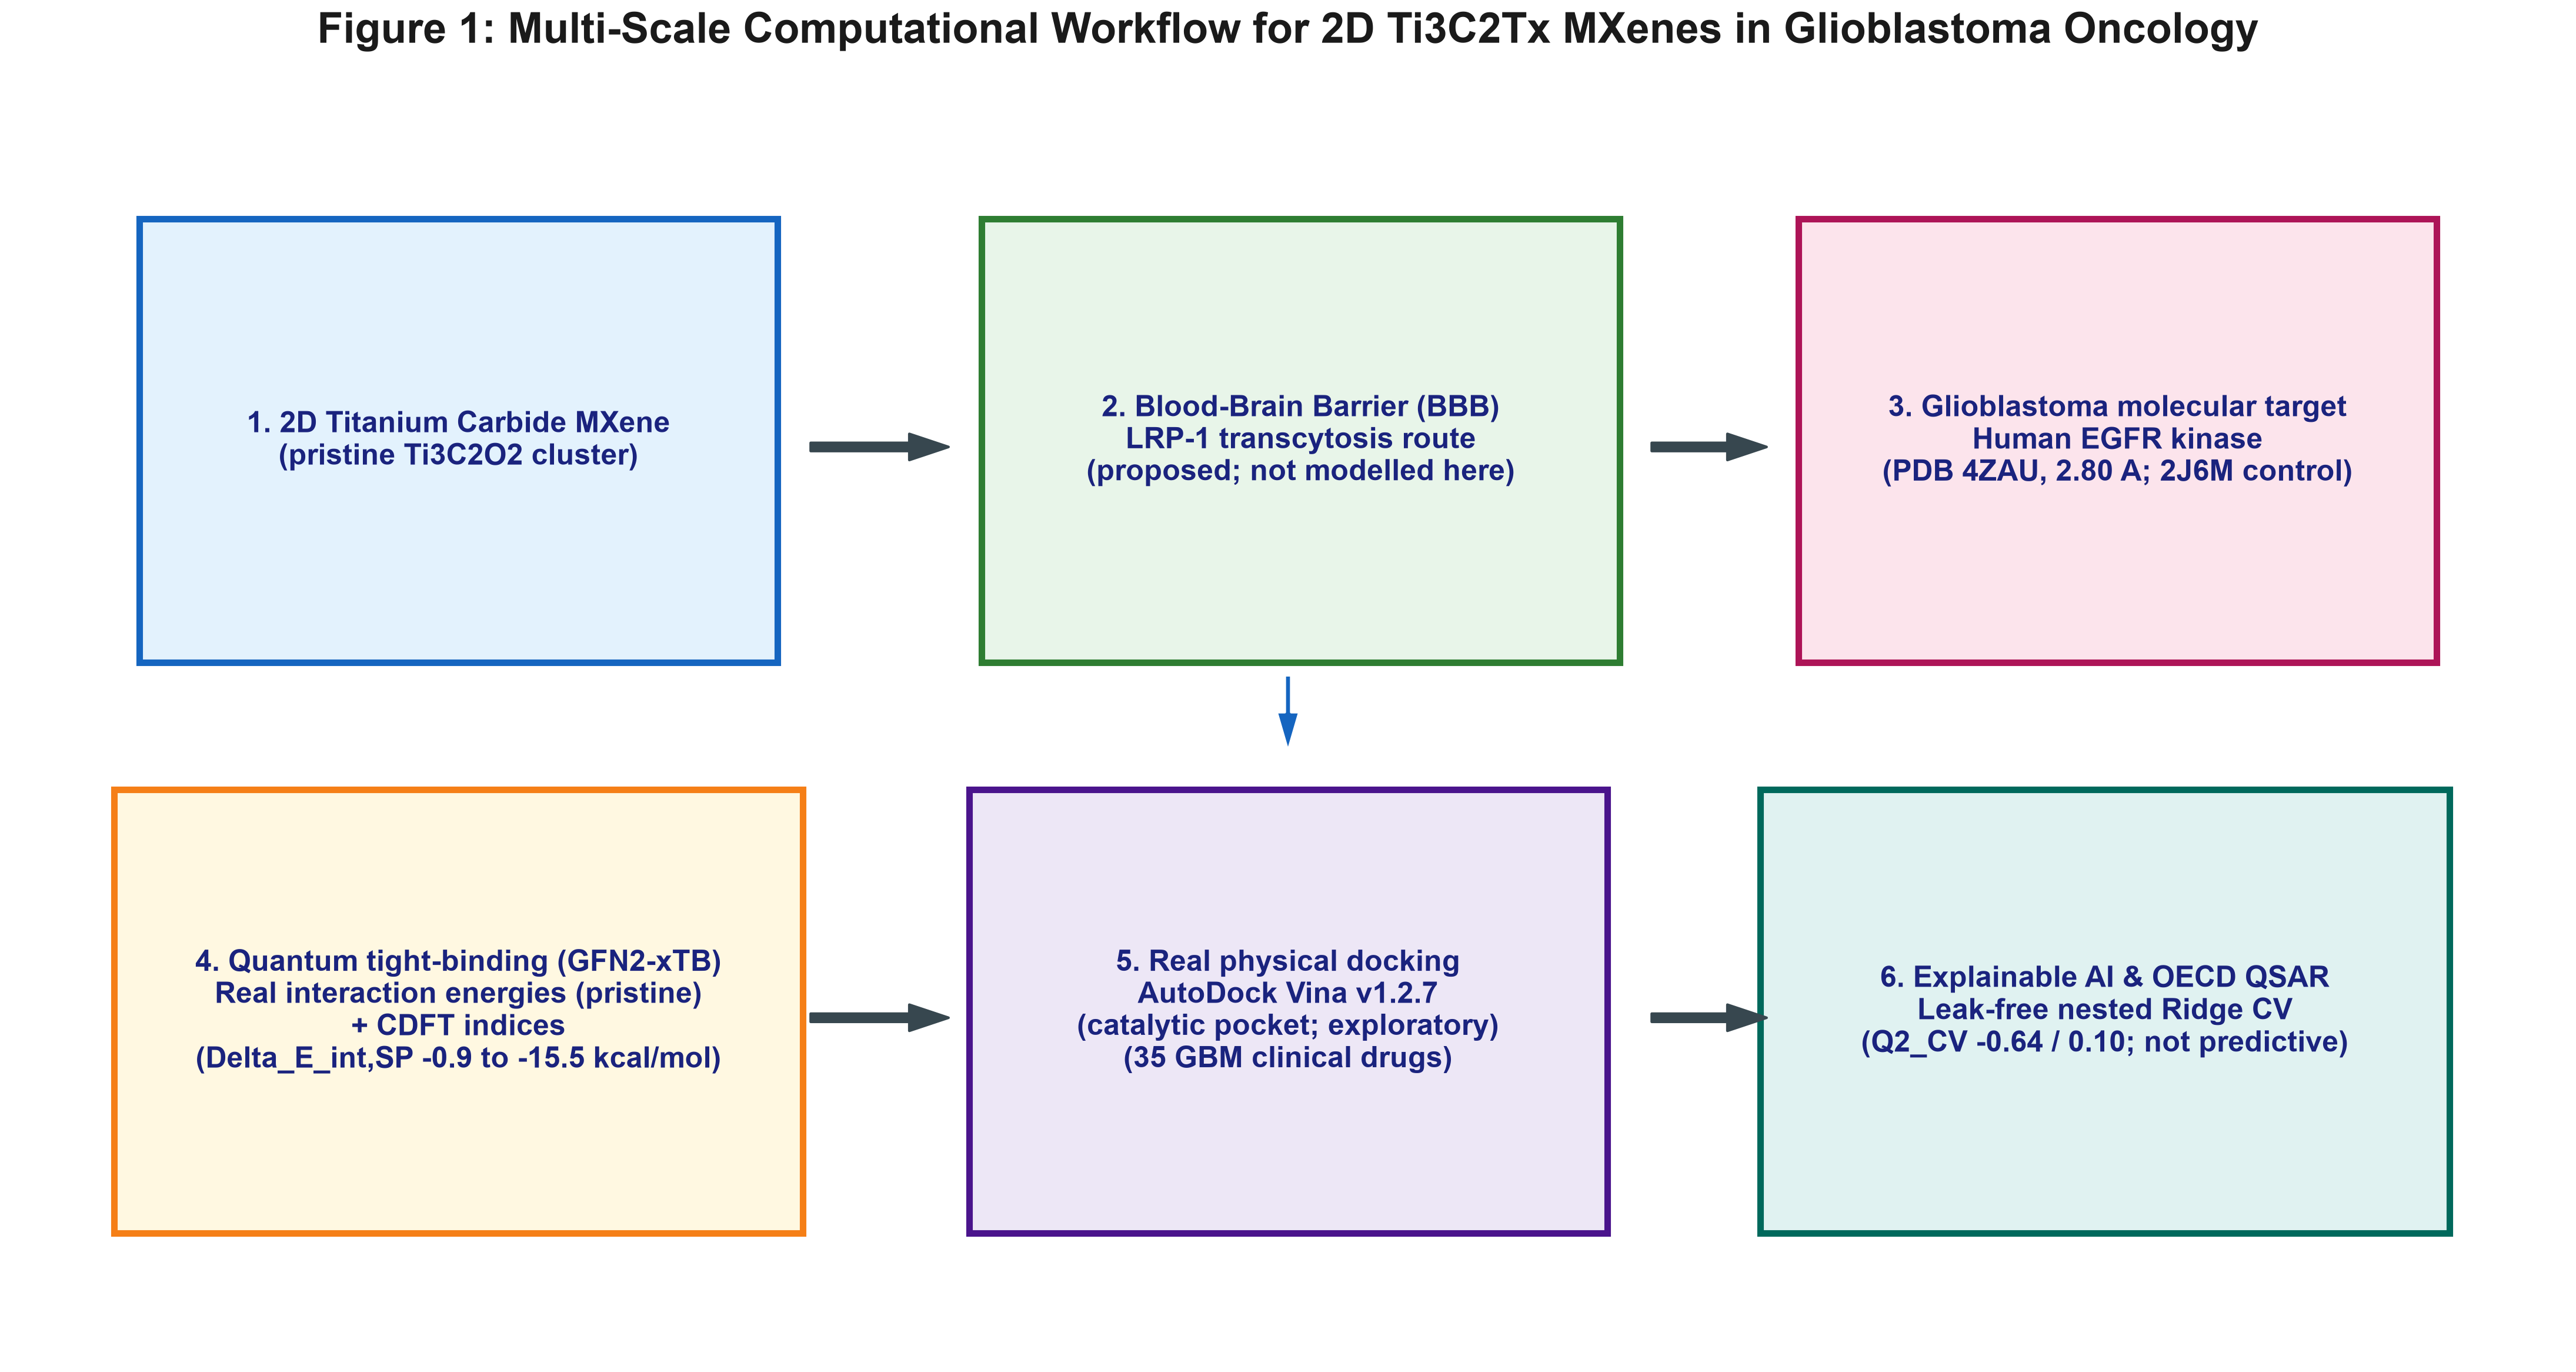 Figure 1: Multi-Scale Computational Workflow for 2D Ti3C2Tx MXenes in Glioblastoma Oncology
1. 2D Titanium Carbide MXene
(pristine Ti3C2O2 cluster)
2. Blood-Brain Barrier (BBB)
LRP-1 transcytosis route
(proposed; not modelled here)
3. Glioblastoma molecular target
Human EGFR kinase
(PDB 4ZAU, 2.80 A; 2J6M control)
4. Quantum tight-binding (GFN2-xTB)
Real interaction energies (pristine)
+ CDFT indices
(Delta_E_int,SP -0.9 to -15.5 kcal/mol)
5. Real physical docking
AutoDock Vina v1.2.7
(catalytic pocket; exploratory)
(35 GBM clinical drugs)
6. Explainable AI & OECD QSAR
Leak-free nested Ridge CV
(Q2_CV -0.64 / 0.10; not predictive)